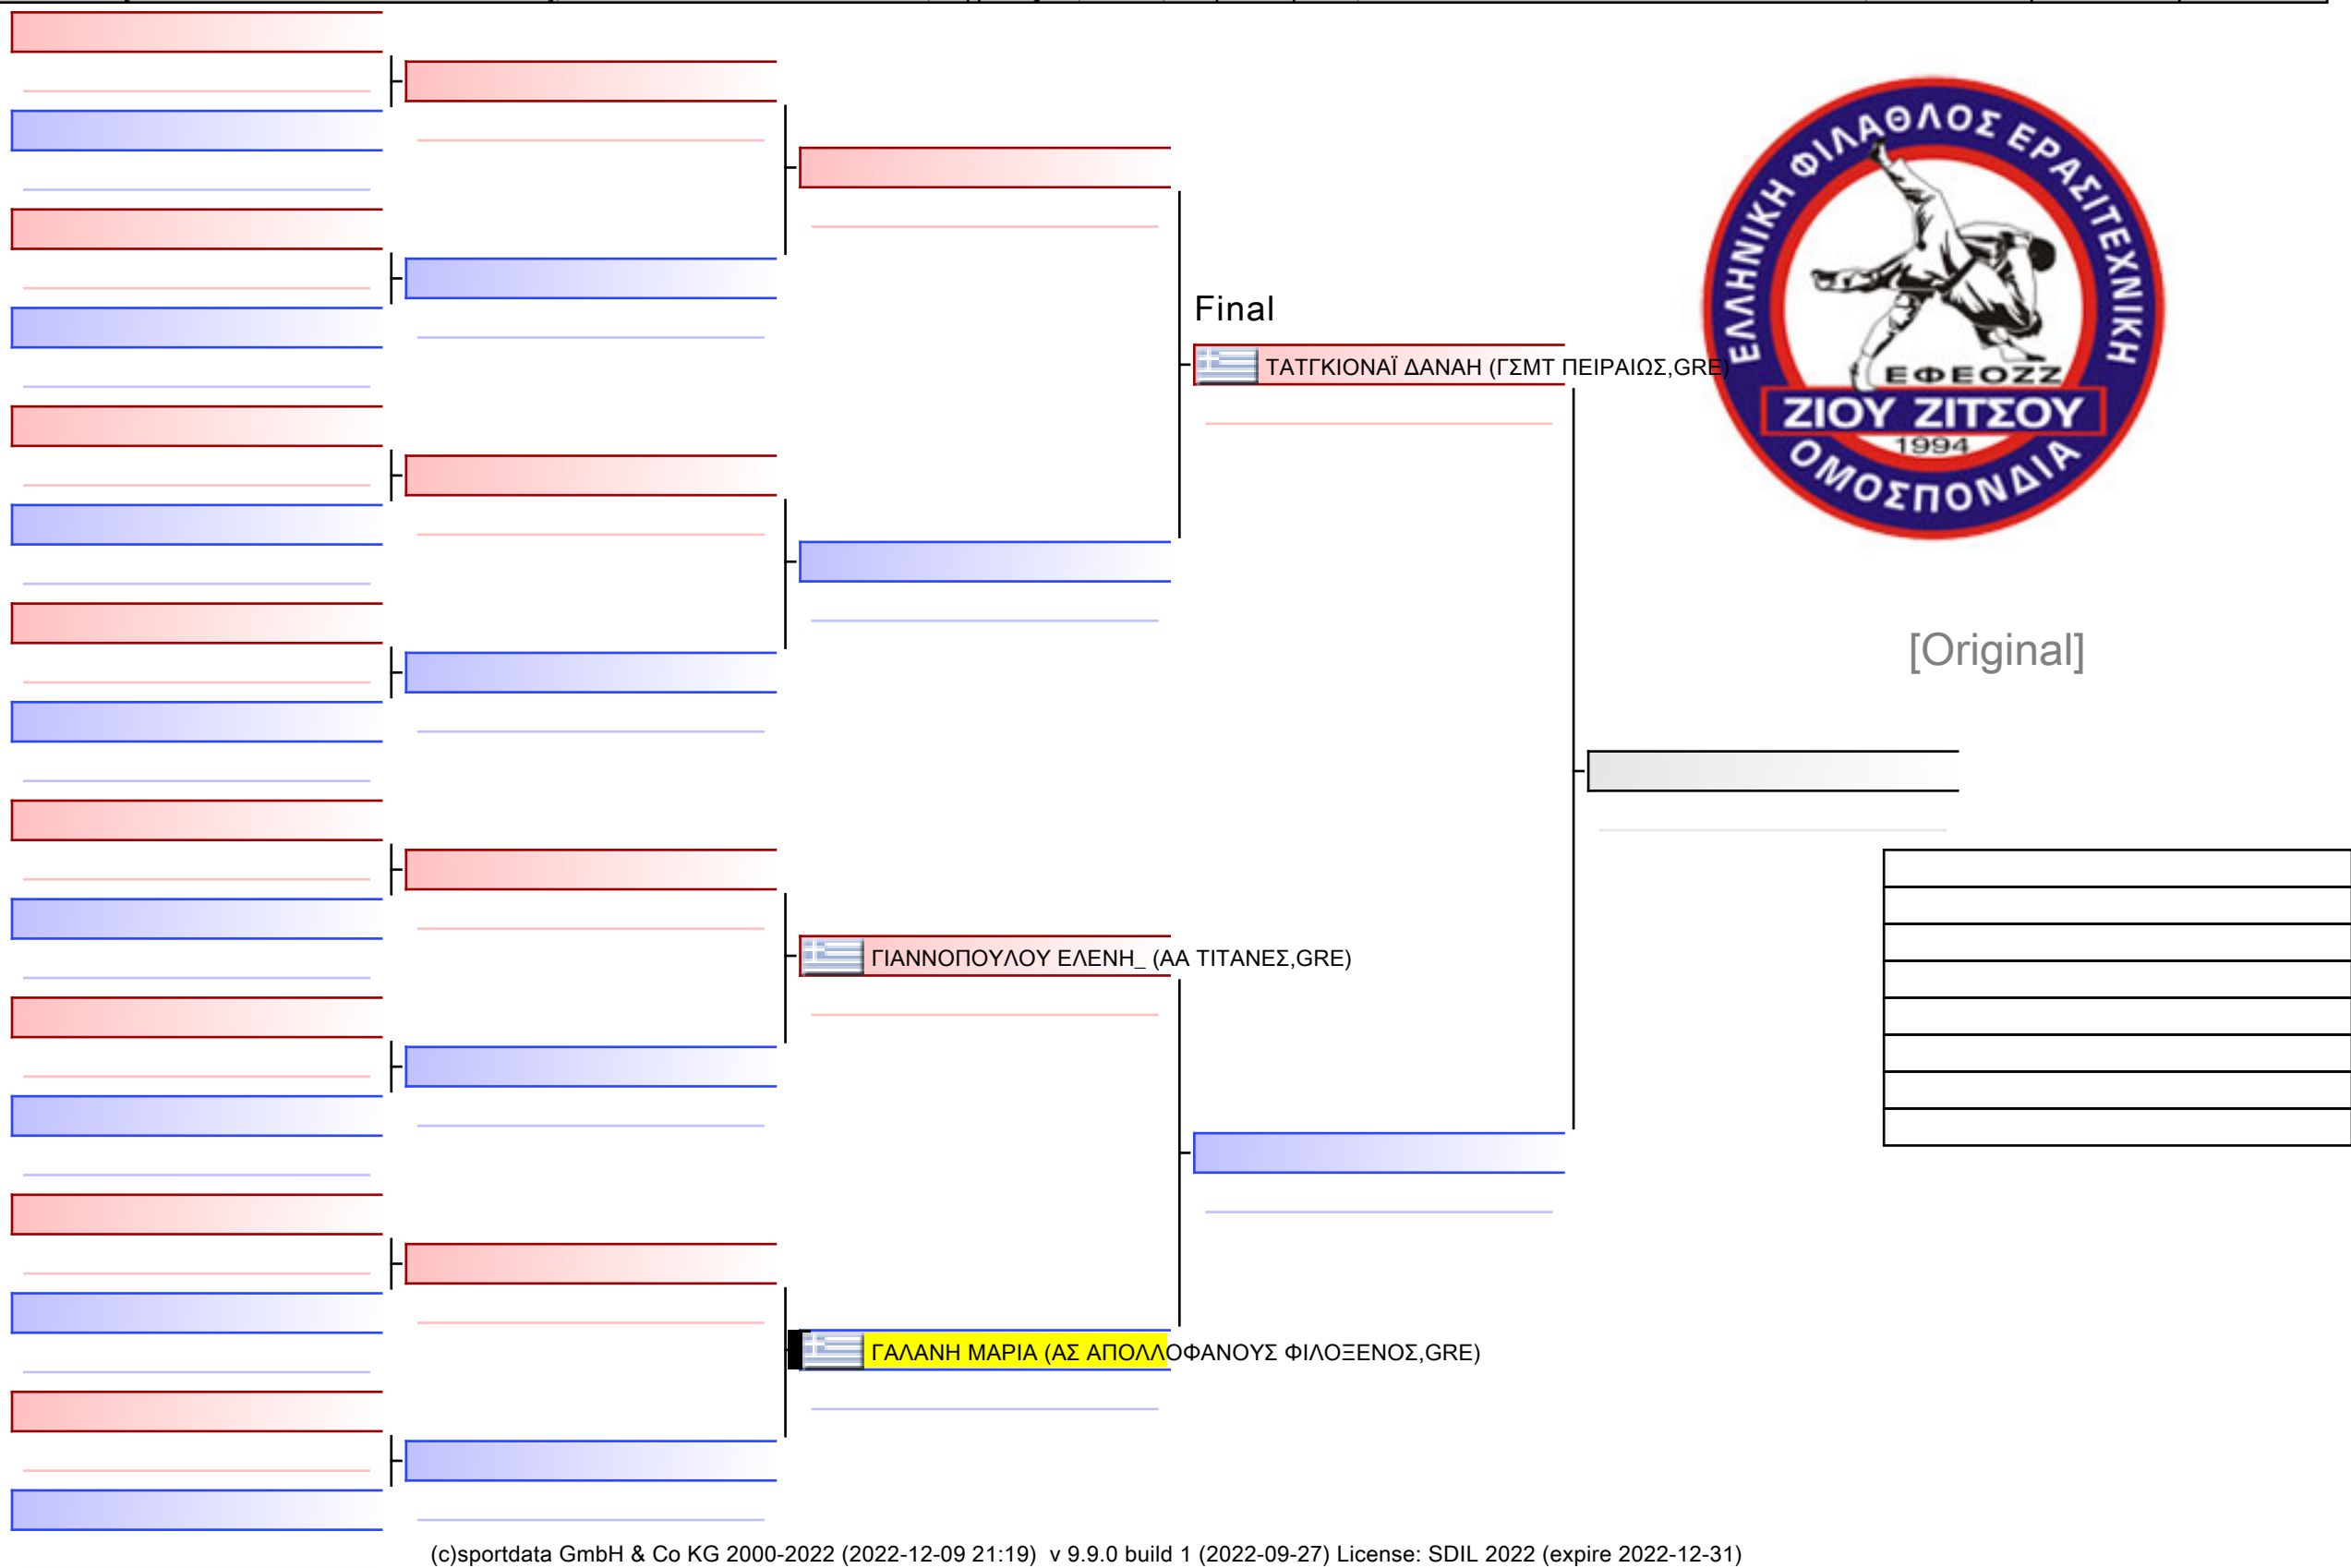 ΕΛΛΗΝΙΚΗ ΦΙΛΑΘΛΟΣ ΕΡΑΣΙΤΕΧΝΙΚΗ
Final
ΤΑΤΓΚΙΟΝΑΪ ΔΑΝΑΗ (ΓΣΜΤ ΠΕΙΡΑΙΩΣ,GRE)
ΕΦΕΟΖΖ
ΖΙΟΥ ΖΙΤΣΟΥ
1994
ΟΜΟΣΠΟΝΔΙΑ
[Original]
ΓΙΑΝΝΟΠΟΥΛΟΥ ΕΛΕΝΗ_ (ΑΑ ΤΙΤΑΝΕΣ,GRE)
ΓΑΛΑΝΗ ΜΑΡΙΑ (ΑΣ ΑΠΟΛΛΟΦΑΝΟΥΣ ΦΙΛΟΞΕΝΟΣ,GRE)
(c)sportdata GmbH & Co KG 2000-2022 (2022-12-09 21:19) v 9.9.0 build 1 (2022-09-27) License: SDIL 2022 (expire 2022-12-31)